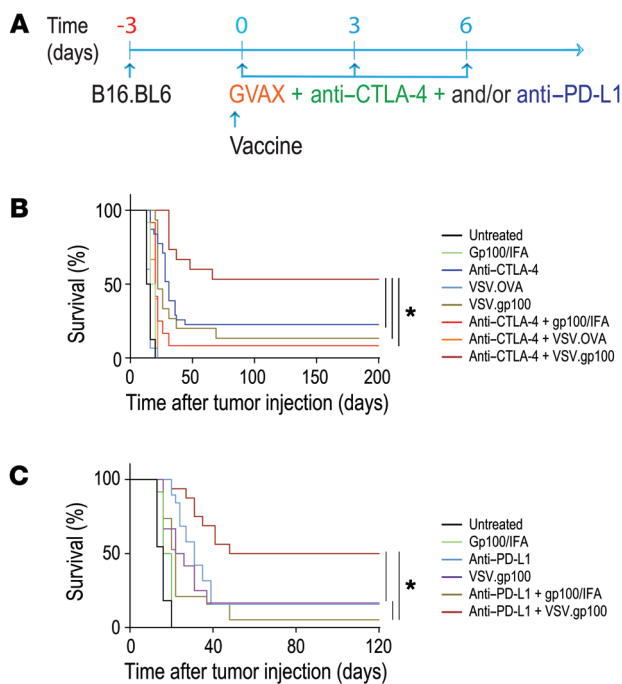 A
Time
(days)
-3
0
3
6
B16.BL6
GVAX + anti–CTLA-4 + and/or anti–PD-L1
Vaccine
B
Survival (%)
100
50
0
0
50
100
150
200
Time after tumor injection (days)
Untreated
Gp100/IFA
Anti–CTLA-4
VSV.OVA
VSV.gp100
Anti–CTLA-4 + gp100/IFA
Anti–CTLA-4 + VSV.OVA
Anti–CTLA-4 + VSV.gp100
*
C
Survival (%)
100
50
0
0
40
80
120
Time after tumor injection (days)
Untreated
Gp100/IFA
Anti–PD-L1
VSV.gp100
Anti–PD-L1 + gp100/IFA
Anti–PD-L1 + VSV.gp100
*